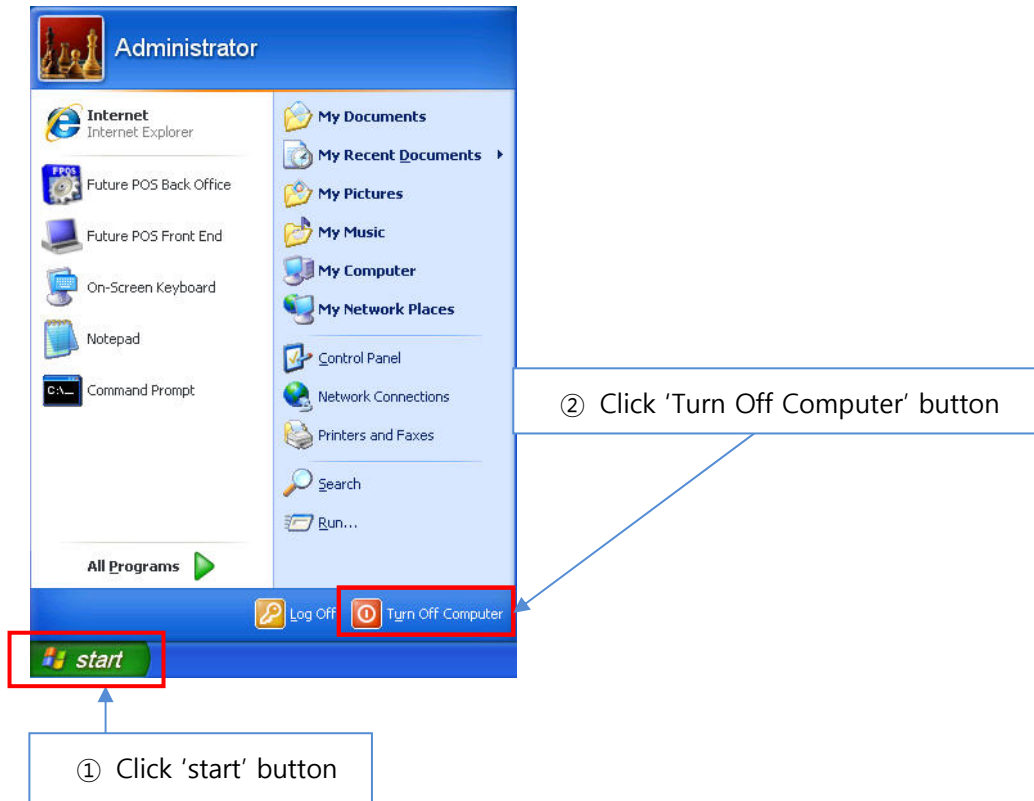 Administrator
Internet
Internet Explorer
FPOS
Future POS Back Office
Future POS Front End
On-Screen Keyboard
Notepad
C:\_
Command Prompt
All Programs
My Documents
My Recent Documents
My Pictures
My Music
My Computer
My Network Places
Control Panel
Network Connections
Printers and Faxes
Search
Run...
Log Off
Turn Off Computer
start
② Click ‘Turn Off Computer’ button
① Click ‘start’ button